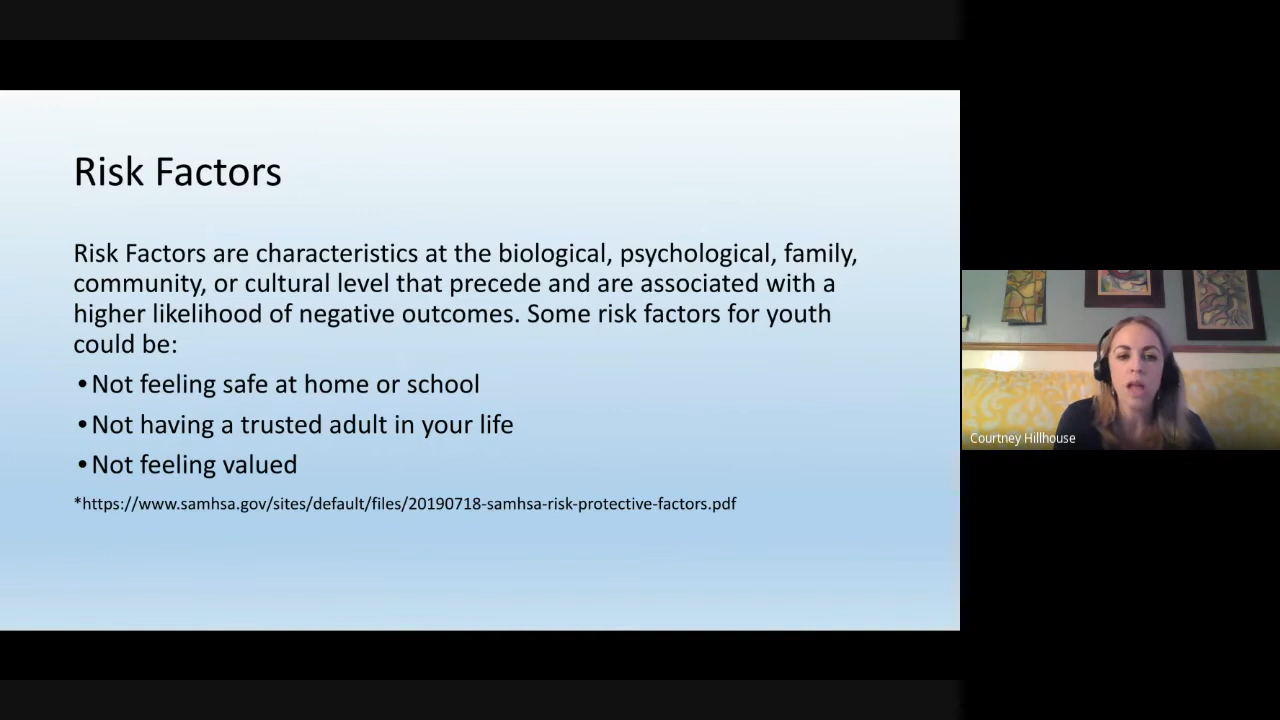 Risk Factors
Risk Factors are characteristics at the biological, psychological, family,
community, or cultural level that precede and are associated with a
higher likelihood of negative outcomes. Some risk factors for youth
could be:
•Not feeling safe at home or school
•Not having a trusted adult in your life
•Not feeling valued
*https://www.samhsa.gov/sites/default/files/20190718-samhsa-risk-protective-factors.pdf
Courtney Hillhouse